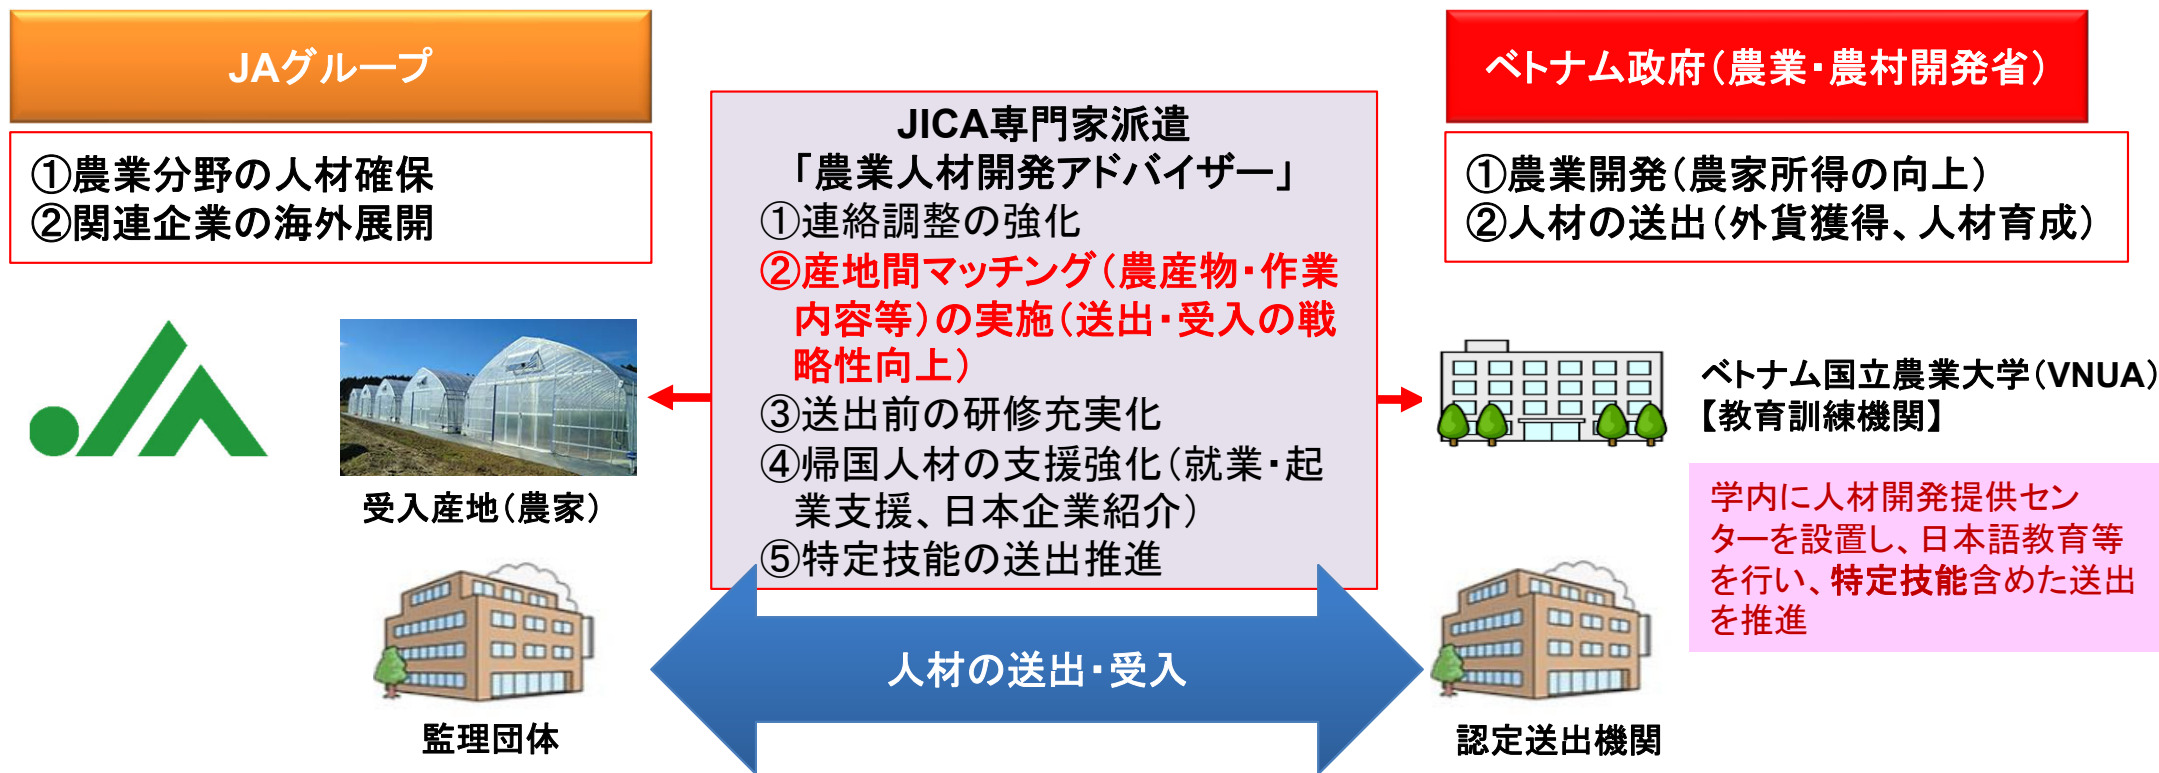 JAグループ
①農業分野の人材確保
②関連企業の海外展開
受入産地（農家）
監理団体
JICA専門家派遣
「農業人材開発アドバイザー」
①連絡調整の強化
②産地間マッチング（農産物・作業
内容等）の実施（送出・受入の戦
略性向上）
③送出前の研修充実化
④帰国人材の支援強化（就業・起
業支援、日本企業紹介）
⑤特定技能の送出推進
人材の送出・受入
ベトナム政府（農業・農村開発省）
①農業開発（農家所得の向上）
②人材の送出（外貨獲得、人材育成）
ベトナム国立農業大学（VNUA）
【教育訓練機関】
学内に人材開発提供セン
ターを設置し、日本語教育等
を行い、特定技能含めた送出
を推進
認定送出機関